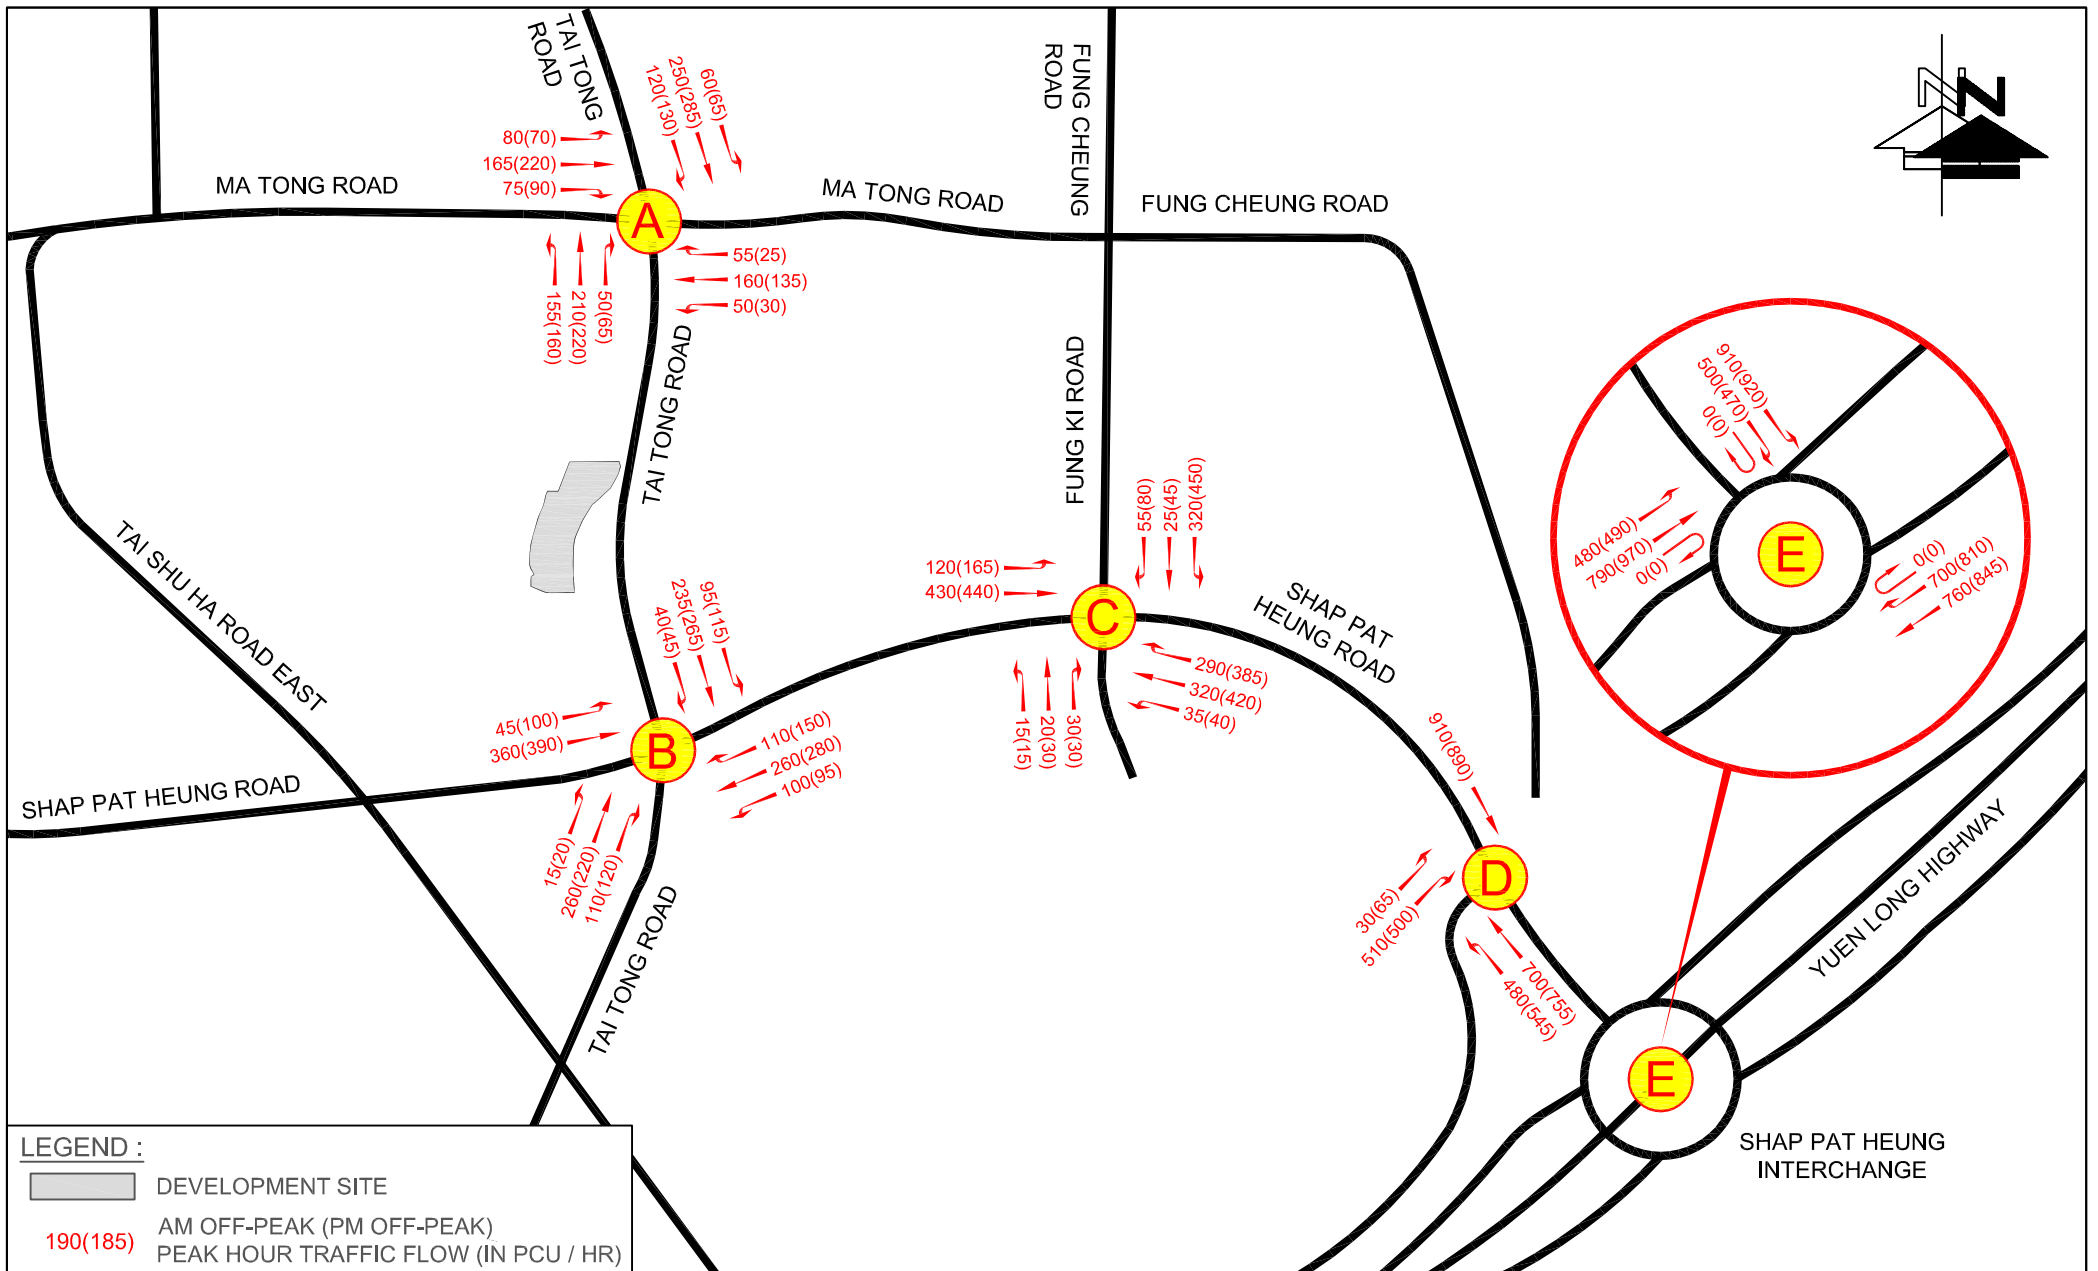 TAI TONG
ROAD
120(130)
250(285)
60(65)
80(70)
165(220)
75(90)
MA TONG ROAD
A
MA TONG ROAD
FUNG CHEUNG
ROAD
FUNG CHEUNG ROAD
N
155(160)
210(220)
50(65)
55(25)
160(135)
50(30)
TAI TONG ROAD
FUNG KI ROAD
910(920)
500(470)
0(0)
480(490)
790(970)
0(0)
E
0(0)
700(810)
760(845)
TAI SHU HA ROAD EAST
40(45)
235(265)
95(115)
45(100)
360(390)
B
110(150)
260(280)
100(95)
15(20)
260(220)
110(120)
SHAP PAT HEUNG ROAD
TAI TONG ROAD
120(165)
430(440)
55(80)
25(45)
320(450)
C
15(15)
20(30)
30(30)
290(385)
320(420)
35(40)
SHAP PAT
HEUNG ROAD
910(890)
30(65)
510(500)
D
700(755)
480(545)
YUEN LONG HIGHWAY
E
SHAP PAT HEUNG
INTERCHANGE
LEGEND :
DEVELOPMENT SITE
190(185)
AM OFF-PEAK (PM OFF-PEAK)
PEAK HOUR TRAFFIC FLOW (IN PCU / HR)